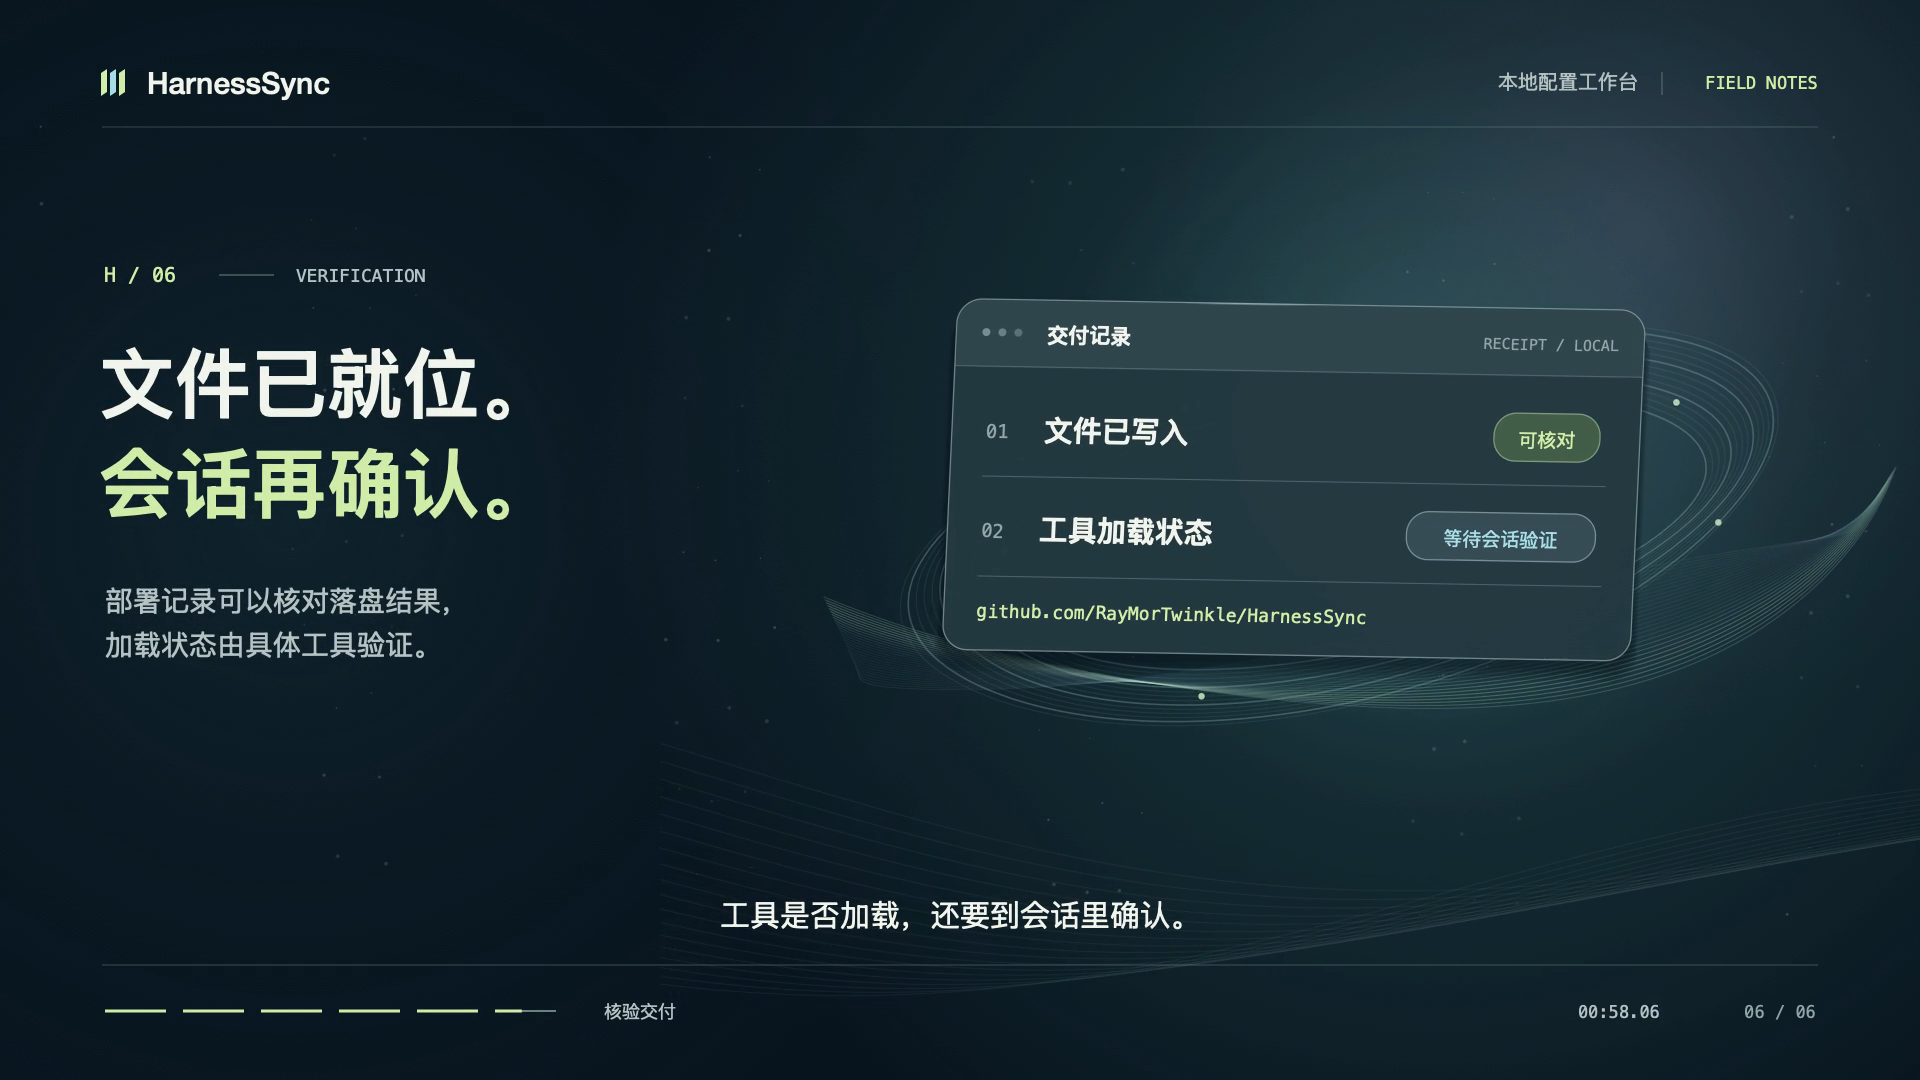 HarnessSync
本地配置工作台
FIELD NOTES
H / 06
VERIFICATION
文件已就位。
会话再确认。
部署记录可以核对落盘结果，
加载状态由具体工具验证。
交付记录
RECEIPT / LOCAL
01 文件已写入 可核对
02 工具加载状态 等待会话验证
github.com/RayMorTwinkle/HarnessSync
工具是否加载，还要到会话里确认。
核验交付
00:58.06
06 / 06